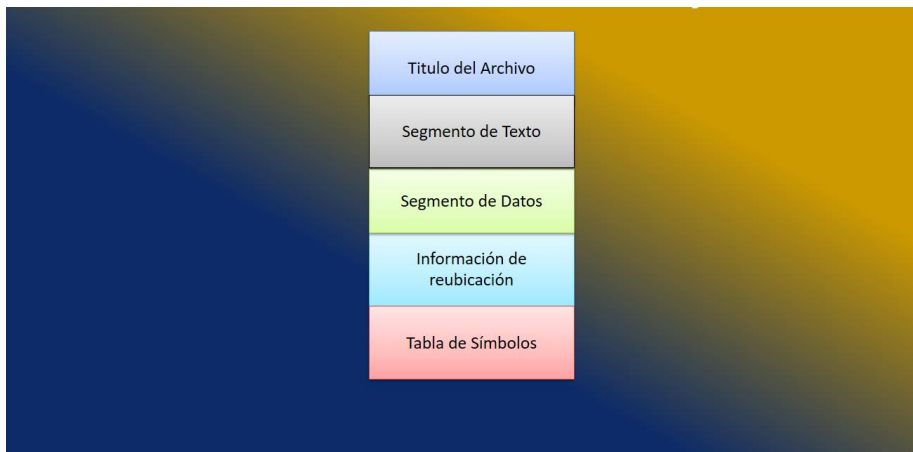 Titulo del Archivo
Segmento de Texto
Segmento de Datos
Información de
reubicación
Tabla de Símbolos